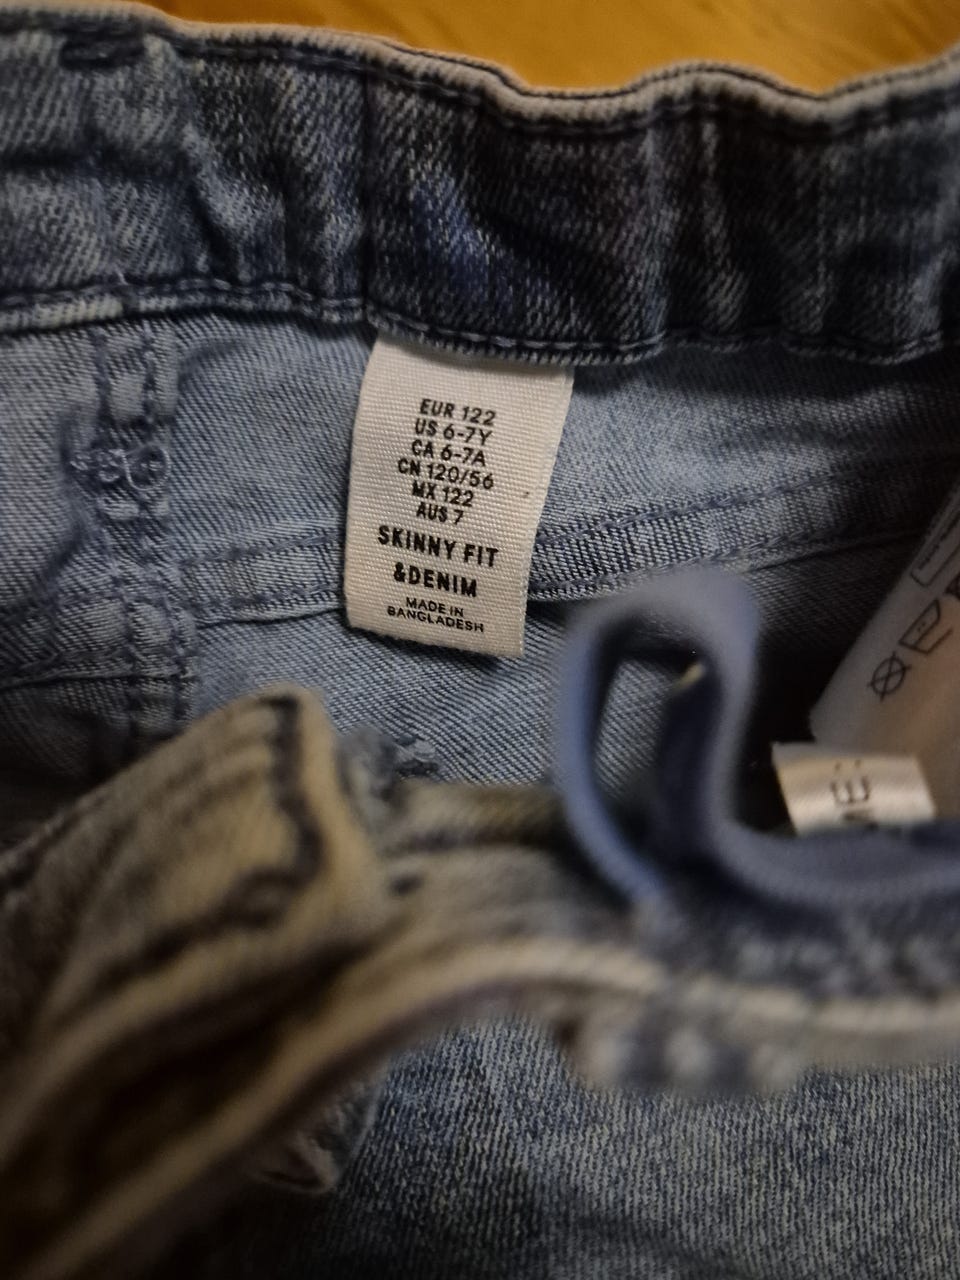 EUR 122
US 6-7Y
CA 6-7A
CN 120/56
MX 122
AUS 7
SKINNY FIT
&DENIM
MADE IN
BANGLADESH